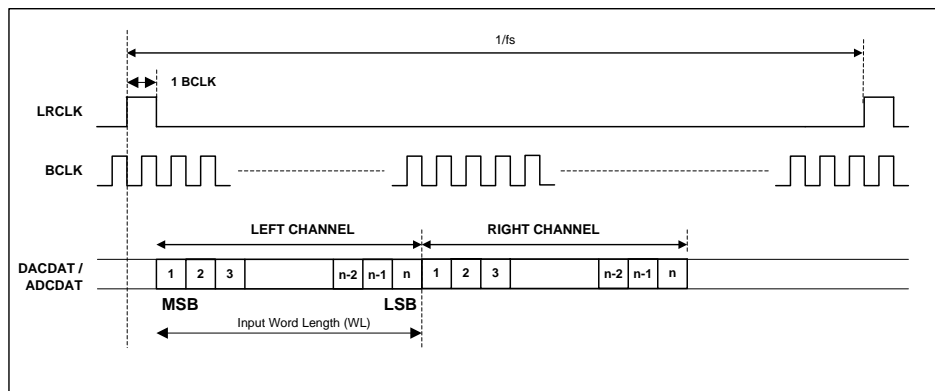 1/fs
1 BCLK
LRCLK
BCLK
LEFT CHANNEL
RIGHT CHANNEL
DACDAT /
ADCDAT
1 2 3 n-2 n-1 n 1 2 3 n-2 n-1 n
MSB
LSB
Input Word Length (WL)